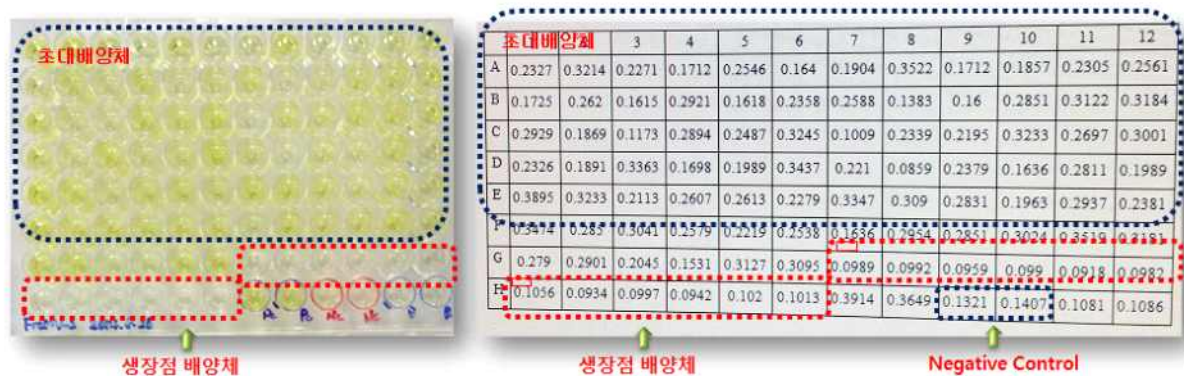 초대배양체
Pc Pc Nc Nc B B
생장점 배양체
초대배양체 3 4 5 6 7 8 9 10 11 12
A 0.2327 0.3214 0.2271 0.1712 0.2546 0.164 0.1904 0.3522 0.1712 0.1857 0.2305 0.2561
B 0.1725 0.262 0.1615 0.2921 0.1618 0.2358 0.2588 0.1383 0.16 0.2851 0.3122 0.3184
C 0.2929 0.1869 0.1173 0.2894 0.2487 0.3245 0.1009 0.2339 0.2195 0.3233 0.2697 0.3001
D 0.2326 0.1891 0.3363 0.1698 0.1989 0.3437 0.221 0.0859 0.2379 0.1636 0.2811 0.1989
E 0.3895 0.3233 0.2113 0.2607 0.2613 0.2279 0.3347 0.309 0.2831 0.1963 0.2937 0.2381
F 0.3474 0.285 0.3041 0.2579 0.2219 0.2538 0.1636 0.2954 0.2851 0.3024 0.3519 0.2181
G 0.279 0.2901 0.2045 0.1531 0.3127 0.3095 0.0989 0.0992 0.0959 0.099 0.0918 0.0982
H 0.1056 0.0934 0.0997 0.0942 0.102 0.1013 0.3914 0.3649 0.1321 0.1407 0.1081 0.1086
생장점 배양체
Negative Control